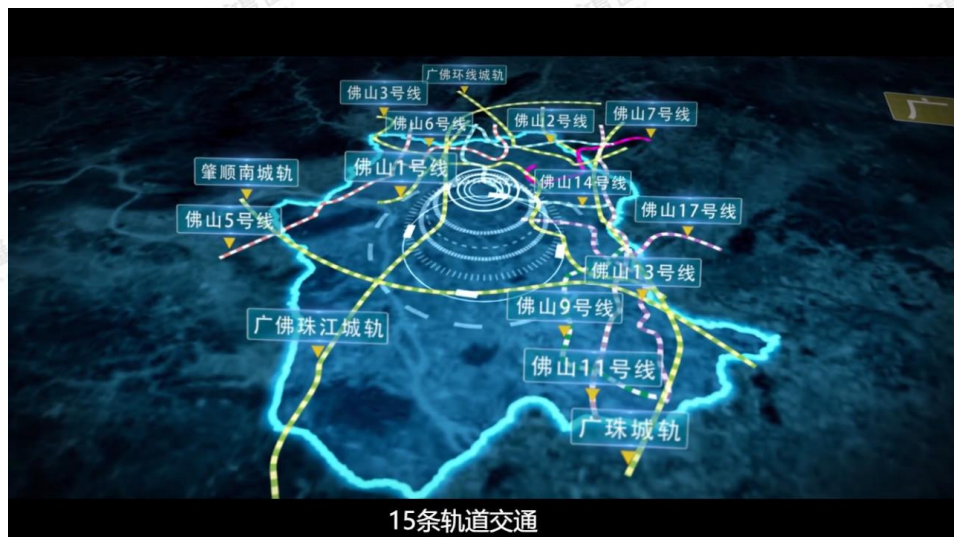 广佛环线城轨
佛山3号线
佛山6号线
佛山2号线
佛山7号线
肇顺南城轨
佛山1号线
佛山14号线
佛山5号线
佛山17号线
佛山13号线
佛山9号线
广佛珠江城轨
佛山11号线
广珠城轨
15条轨道交通